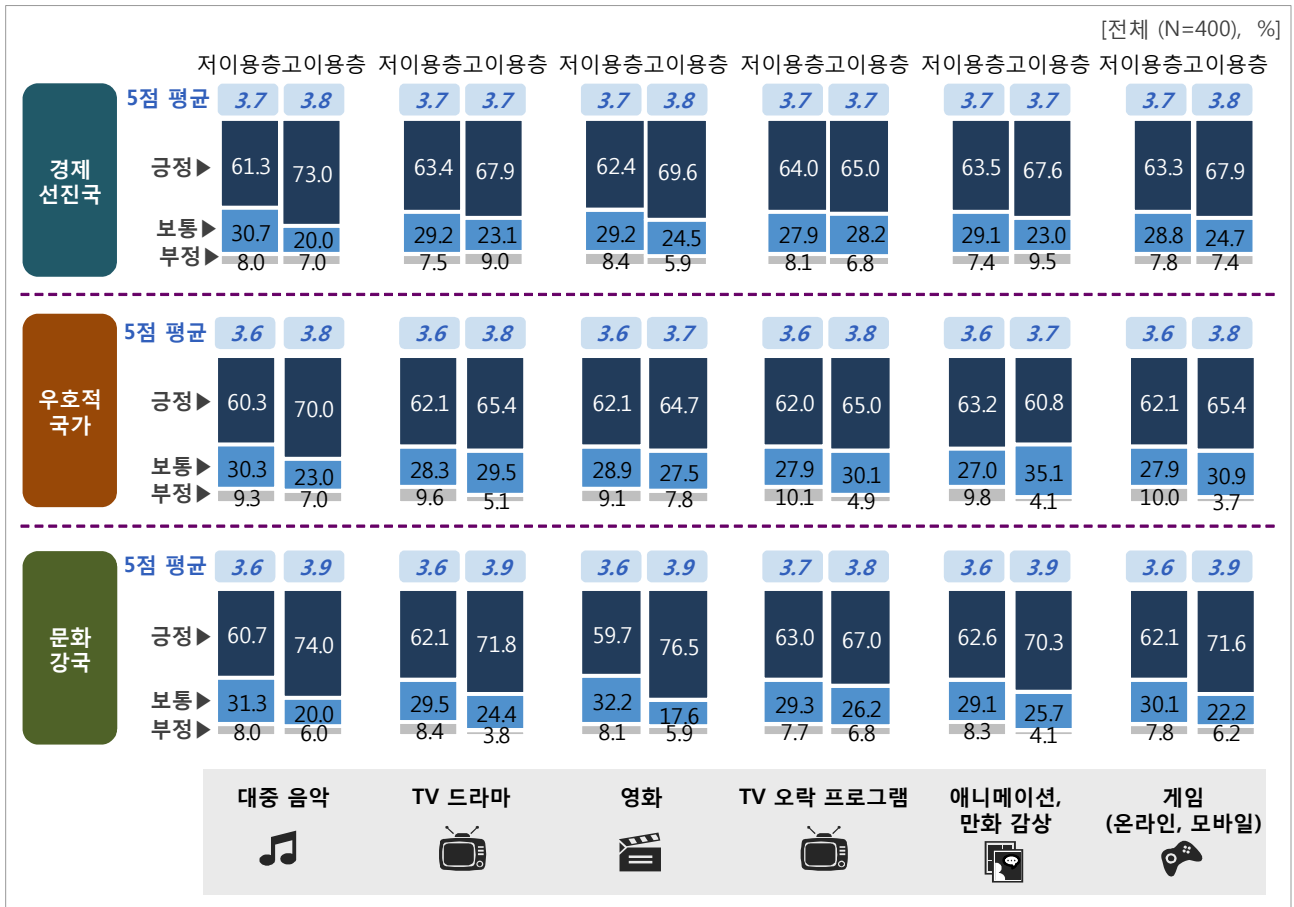 [전체 (N=400), %]
저이용층고이용층 저이용층고이용층 저이용층고이용층 저이용층고이용층 저이용층고이용층 저이용층고이용층
경제
선진국
5점 평균 3.7 3.8 3.7 3.7 3.7 3.8 3.7 3.7 3.7 3.7 3.7 3.8
긍정▶ 61.3 73.0 63.4 67.9 62.4 69.6 64.0 65.0 63.5 67.6 63.3 67.9
보통▶ 30.7 20.0 29.2 23.1 29.2 24.5 27.9 28.2 29.1 23.0 28.8 24.7
부정▶ 8.0 7.0 7.5 9.0 8.4 5.9 8.1 6.8 7.4 9.5 7.8 7.4
우호적
국가
5점 평균 3.6 3.8 3.6 3.8 3.6 3.7 3.6 3.8 3.6 3.7 3.6 3.8
긍정▶ 60.3 70.0 62.1 65.4 62.1 64.7 62.0 65.0 63.2 60.8 62.1 65.4
보통▶ 30.3 23.0 28.3 29.5 28.9 27.5 27.9 30.1 27.0 35.1 27.9 30.9
부정▶ 9.3 7.0 9.6 5.1 9.1 7.8 10.1 4.9 9.8 4.1 10.0 3.7
문화
강국
5점 평균 3.6 3.9 3.6 3.9 3.6 3.9 3.7 3.8 3.6 3.9 3.6 3.9
긍정▶ 60.7 74.0 62.1 71.8 59.7 76.5 63.0 67.0 62.6 70.3 62.1 71.6
보통▶ 31.3 20.0 29.5 24.4 32.2 17.6 29.3 26.2 29.1 25.7 30.1 22.2
부정▶ 8.0 6.0 8.4 3.8 8.1 5.9 7.7 6.8 8.3 4.1 7.8 6.2
대중 음악 TV 드라마 영화 TV 오락 프로그램 애니메이션, 게임
만화 감상 (온라인, 모바일)